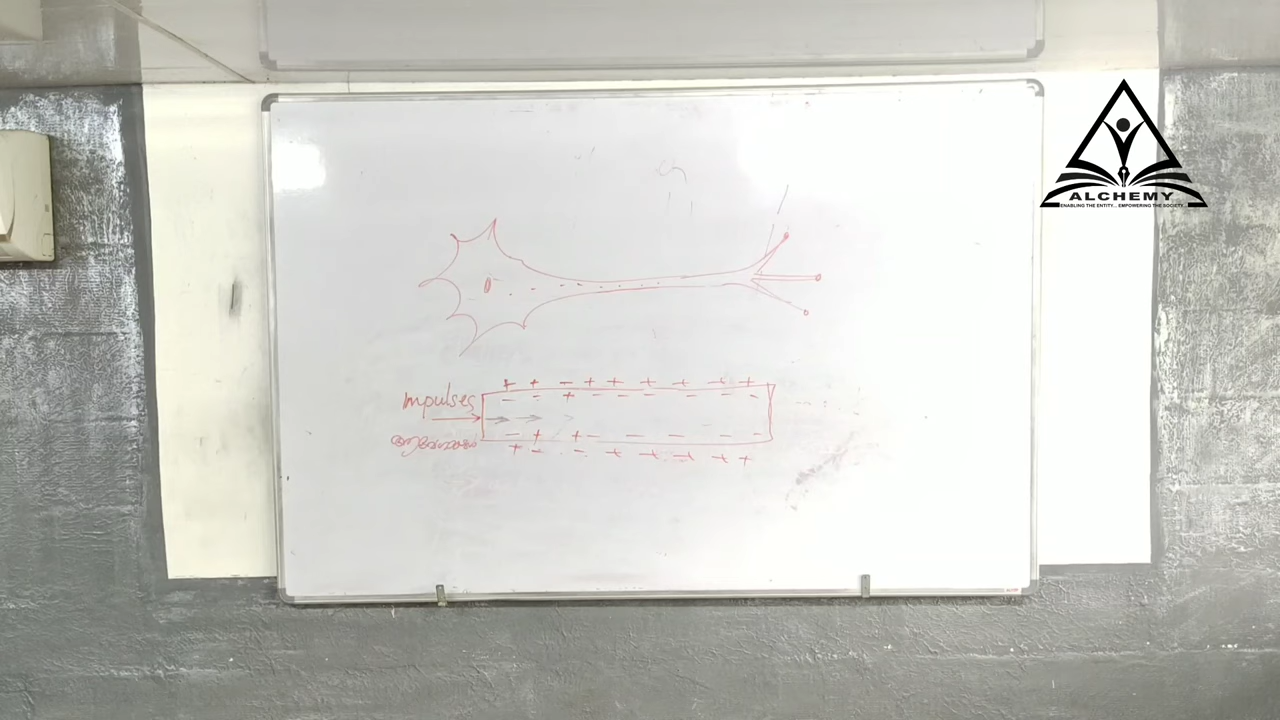 ALCHEMY
ENABLING THE ENTITY... EMPOWERING THE SOCIETY...
+ + - + + + + + +
Impulses
- - + - - - - - -
- + + - - - - -
+ - - + + + + +